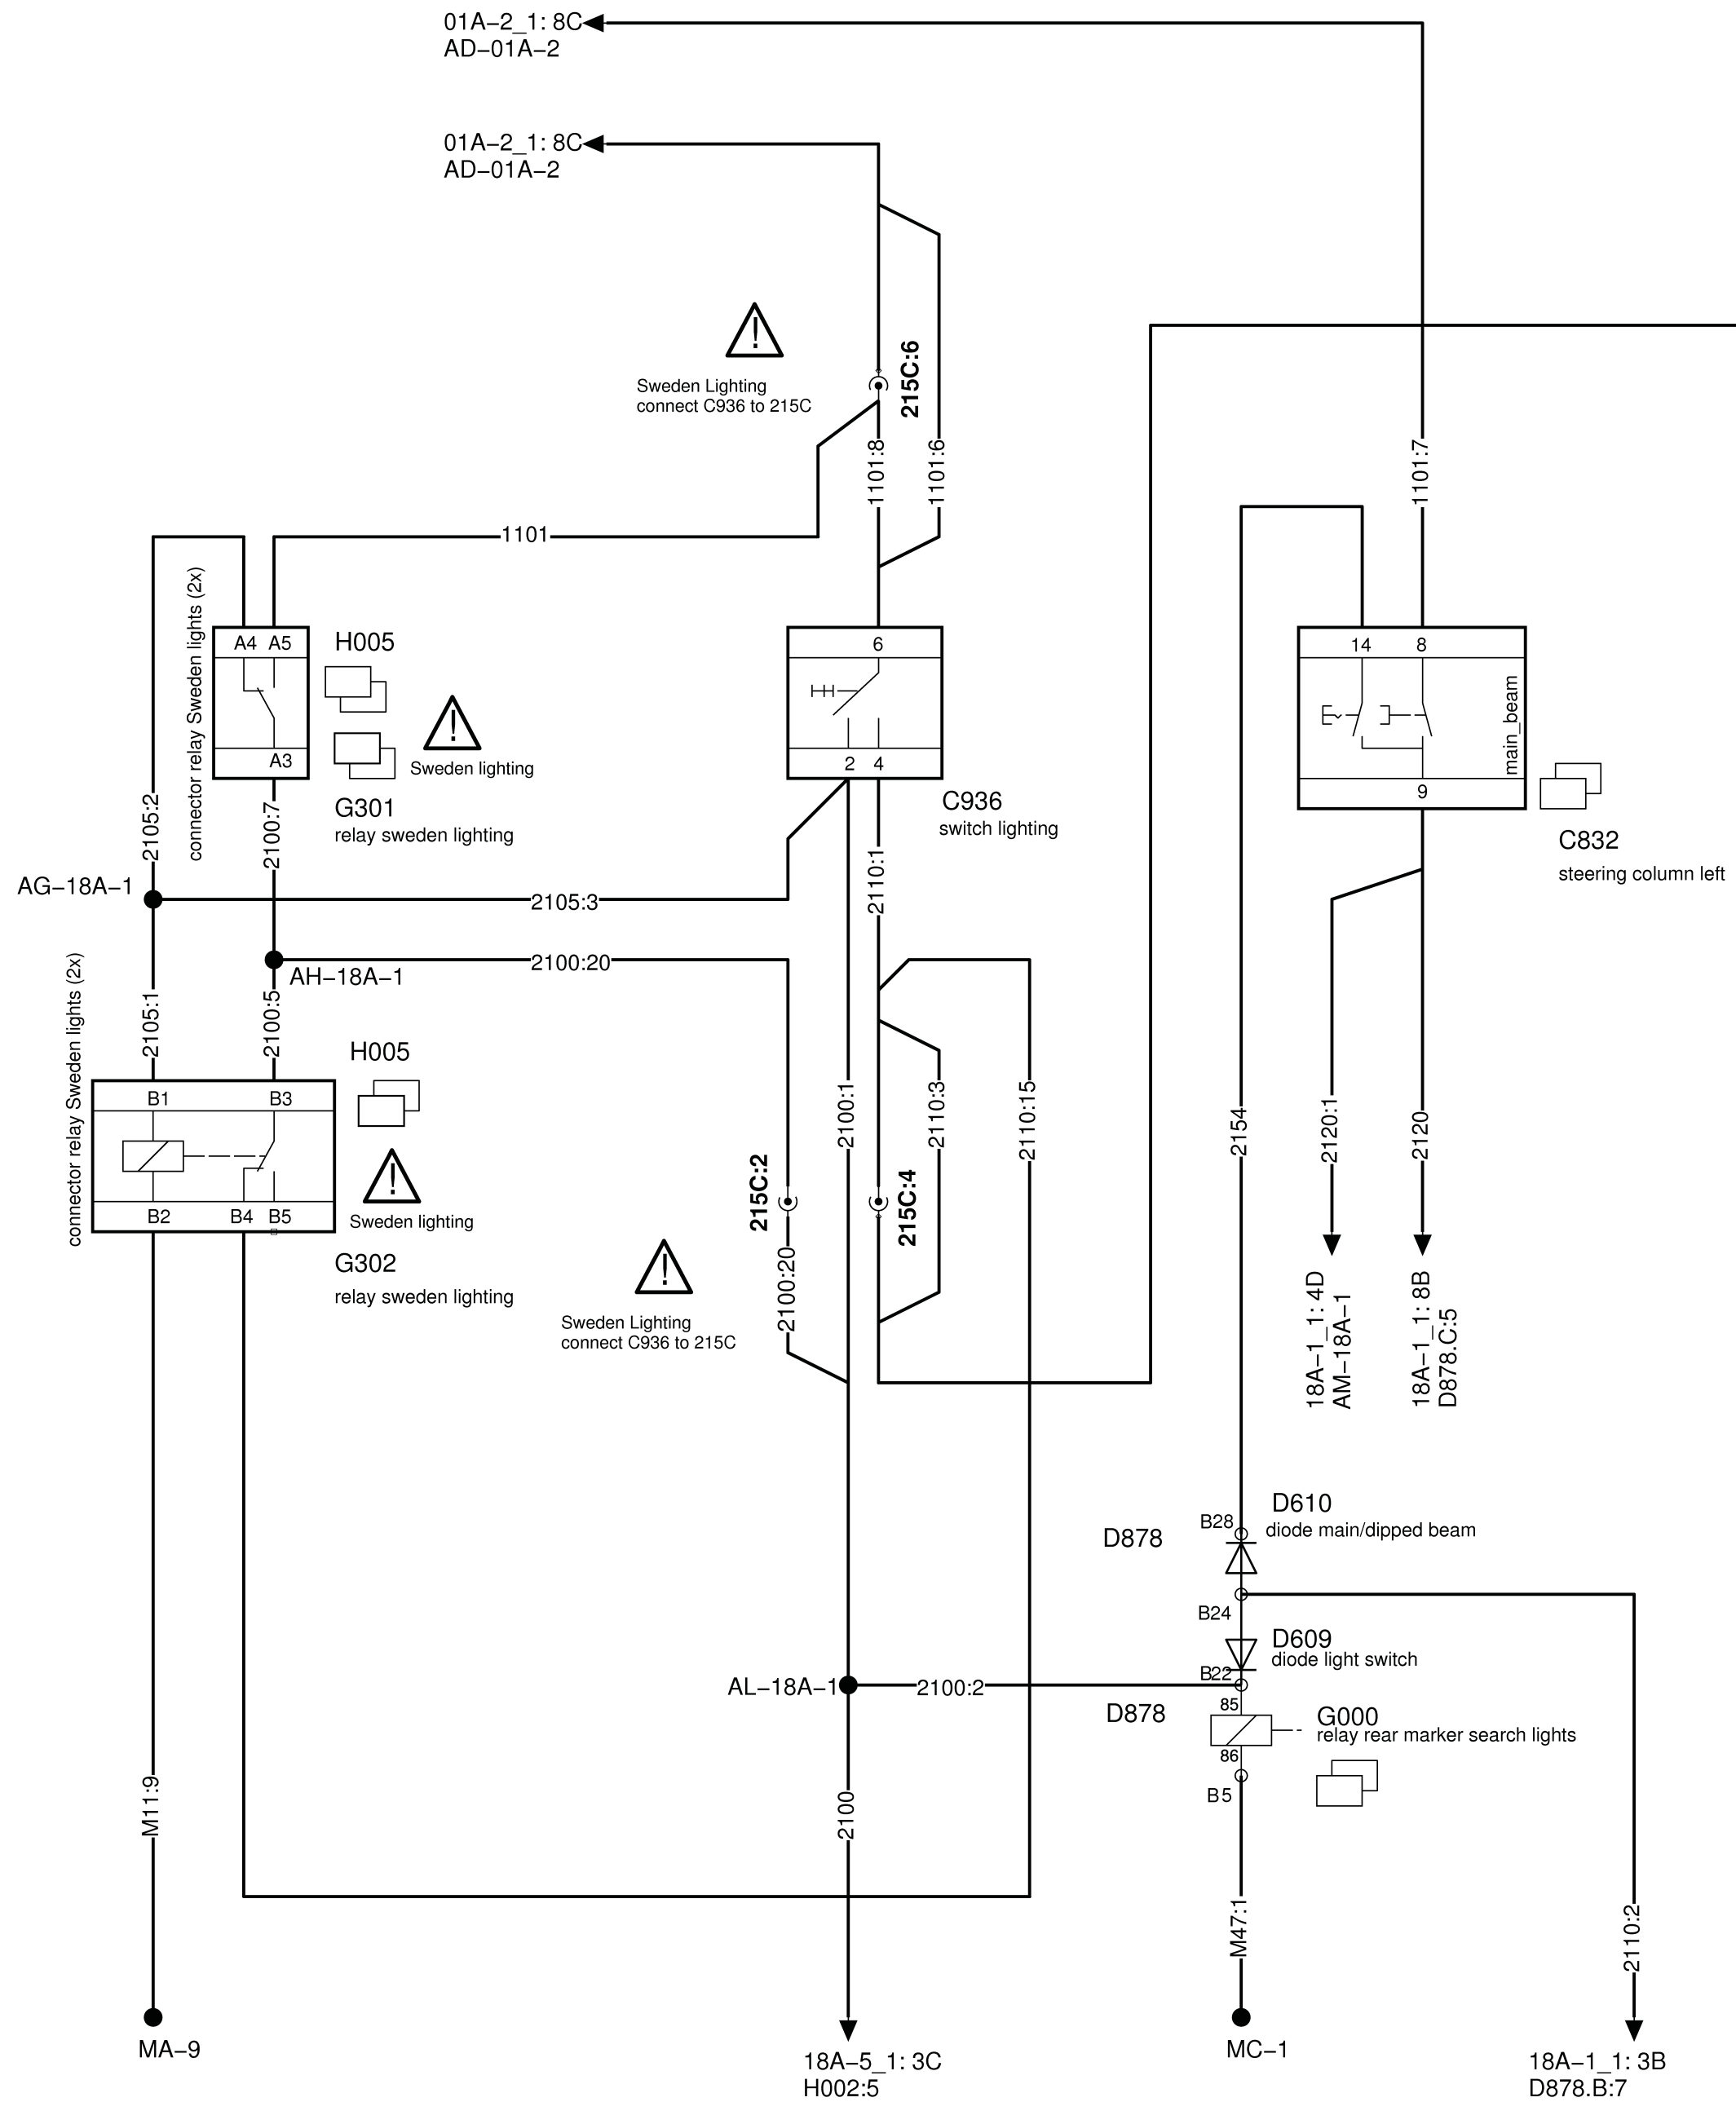 01A-2_1: 8C
AD-01A-2
01A-2_1: 8C
AD-01A-2
!
Sweden Lighting
connect C936 to 215C
215C:6
1101:8
1101:6
1101:7
1101
connector relay Sweden lights (2x)
A4 A5
H005
A3
!
Sweden lighting
G301
relay sweden lighting
6
2 4
C936
switch lighting
14 8
main_beam
9
C832
steering column left
2105:2
2100:7
2110:1
AG-18A-1
2105:3
AH-18A-1
2100:20
connector relay Sweden lights (2x)
2105:1
2100:5
H005
B1 B3
B2 B4 B5
!
Sweden lighting
G302
relay sweden lighting
2100:1
2110:3
2110:15
2154
2120:1
2120
215C:2
215C:4
2100:20
!
Sweden Lighting
connect C936 to 215C
18A-1_1: 4D
AM-18A-1
18A-1_1: 8B
D878.C:5
D610
diode main/dipped beam
B28
D878
B24
D609
diode light switch
B22
AL-18A-1
2100:2
D878
85
G000
relay rear marker search lights
86
B5
M11:9
2100
M47:1
2110:2
MA-9
MC-1
18A-5_1: 3C
H002:5
18A-1_1: 3B
D878.B:7